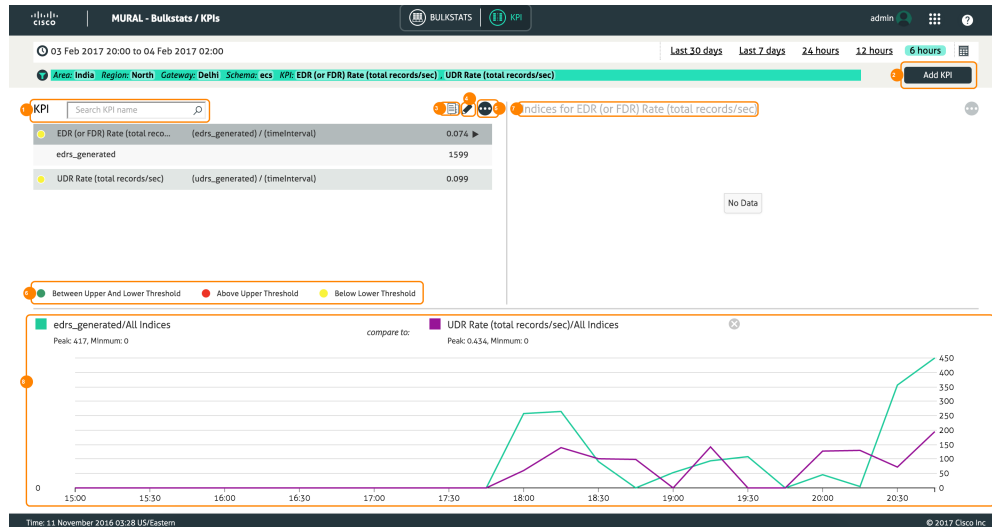 cisco
MURAL - Bulkstats / KPIs
BULKSTATS
KPI
admin
?
03 Feb 2017 20:00 to 04 Feb 2017 02:00
Last 30 days
Last 7 days
24 hours
12 hours
6 hours
Area: India Region: North Gateway: Delhi Schema: ecs KPI: EDR (or FDR) Rate (total records/sec) , UDR Rate (total records/sec)
2
Add KPI
1
KPI
Search KPI name
3
4
7
Indices for EDR (or FDR) Rate (total records/sec)
EDR (or FDR) Rate (total reco...
(edrs_generated) / (timeInterval)
0.074
edrs_generated
1599
UDR Rate (total records/sec)
(udrs_generated) / (timeInterval)
0.099
No Data
Between Upper And Lower Threshold
Above Upper Threshold
Below Lower Threshold
edrs_generated/All Indices
Peak: 417, Minmum: 0
compare to:
UDR Rate (total records/sec)/All Indices
Peak: 0.434, Minmum: 0
450
400
350
300
250
200
150
100
50
0
0
15:00
15:30
16:00
16:30
17:00
17:30
18:00
18:30
19:00
19:30
20:00
20:30
Time: 11 November 2016 03:28 US/Eastern
© 2017 Cisco Inc